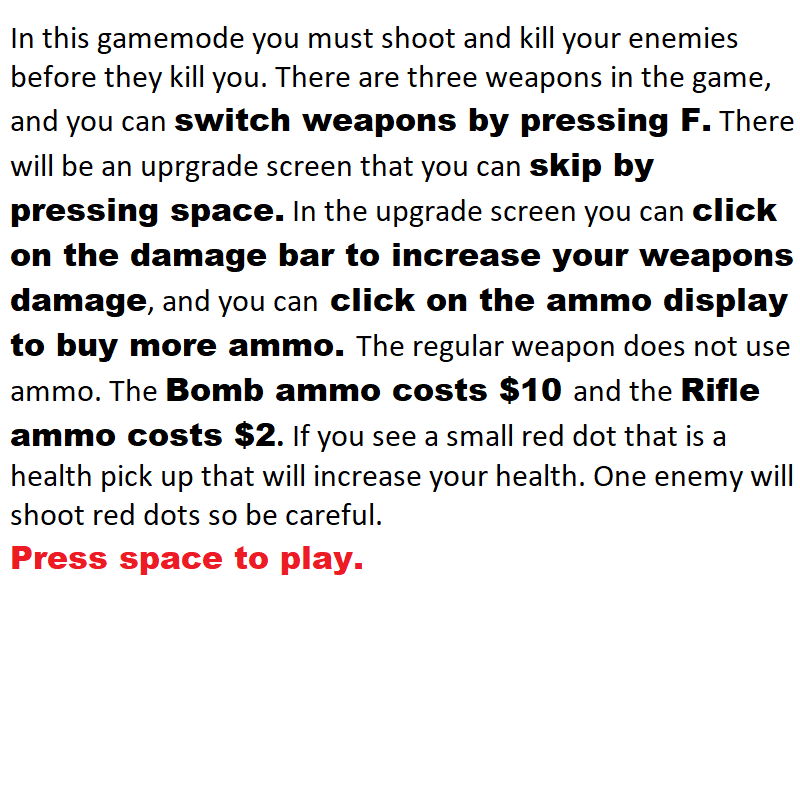 In this gamemode you must shoot and kill your enemies
before they kill you. There are three weapons in the game,
and you can switch weapons by pressing F. There
will be an uprgrade screen that you can skip by
pressing space. In the upgrade screen you can click
on the damage bar to increase your weapons
damage, and you can click on the ammo display
to buy more ammo. The regular weapon does not use
ammo. The Bomb ammo costs $10 and the Rifle
ammo costs $2. If you see a small red dot that is a
health pick up that will increase your health. One enemy will
shoot red dots so be careful.
Press space to play.